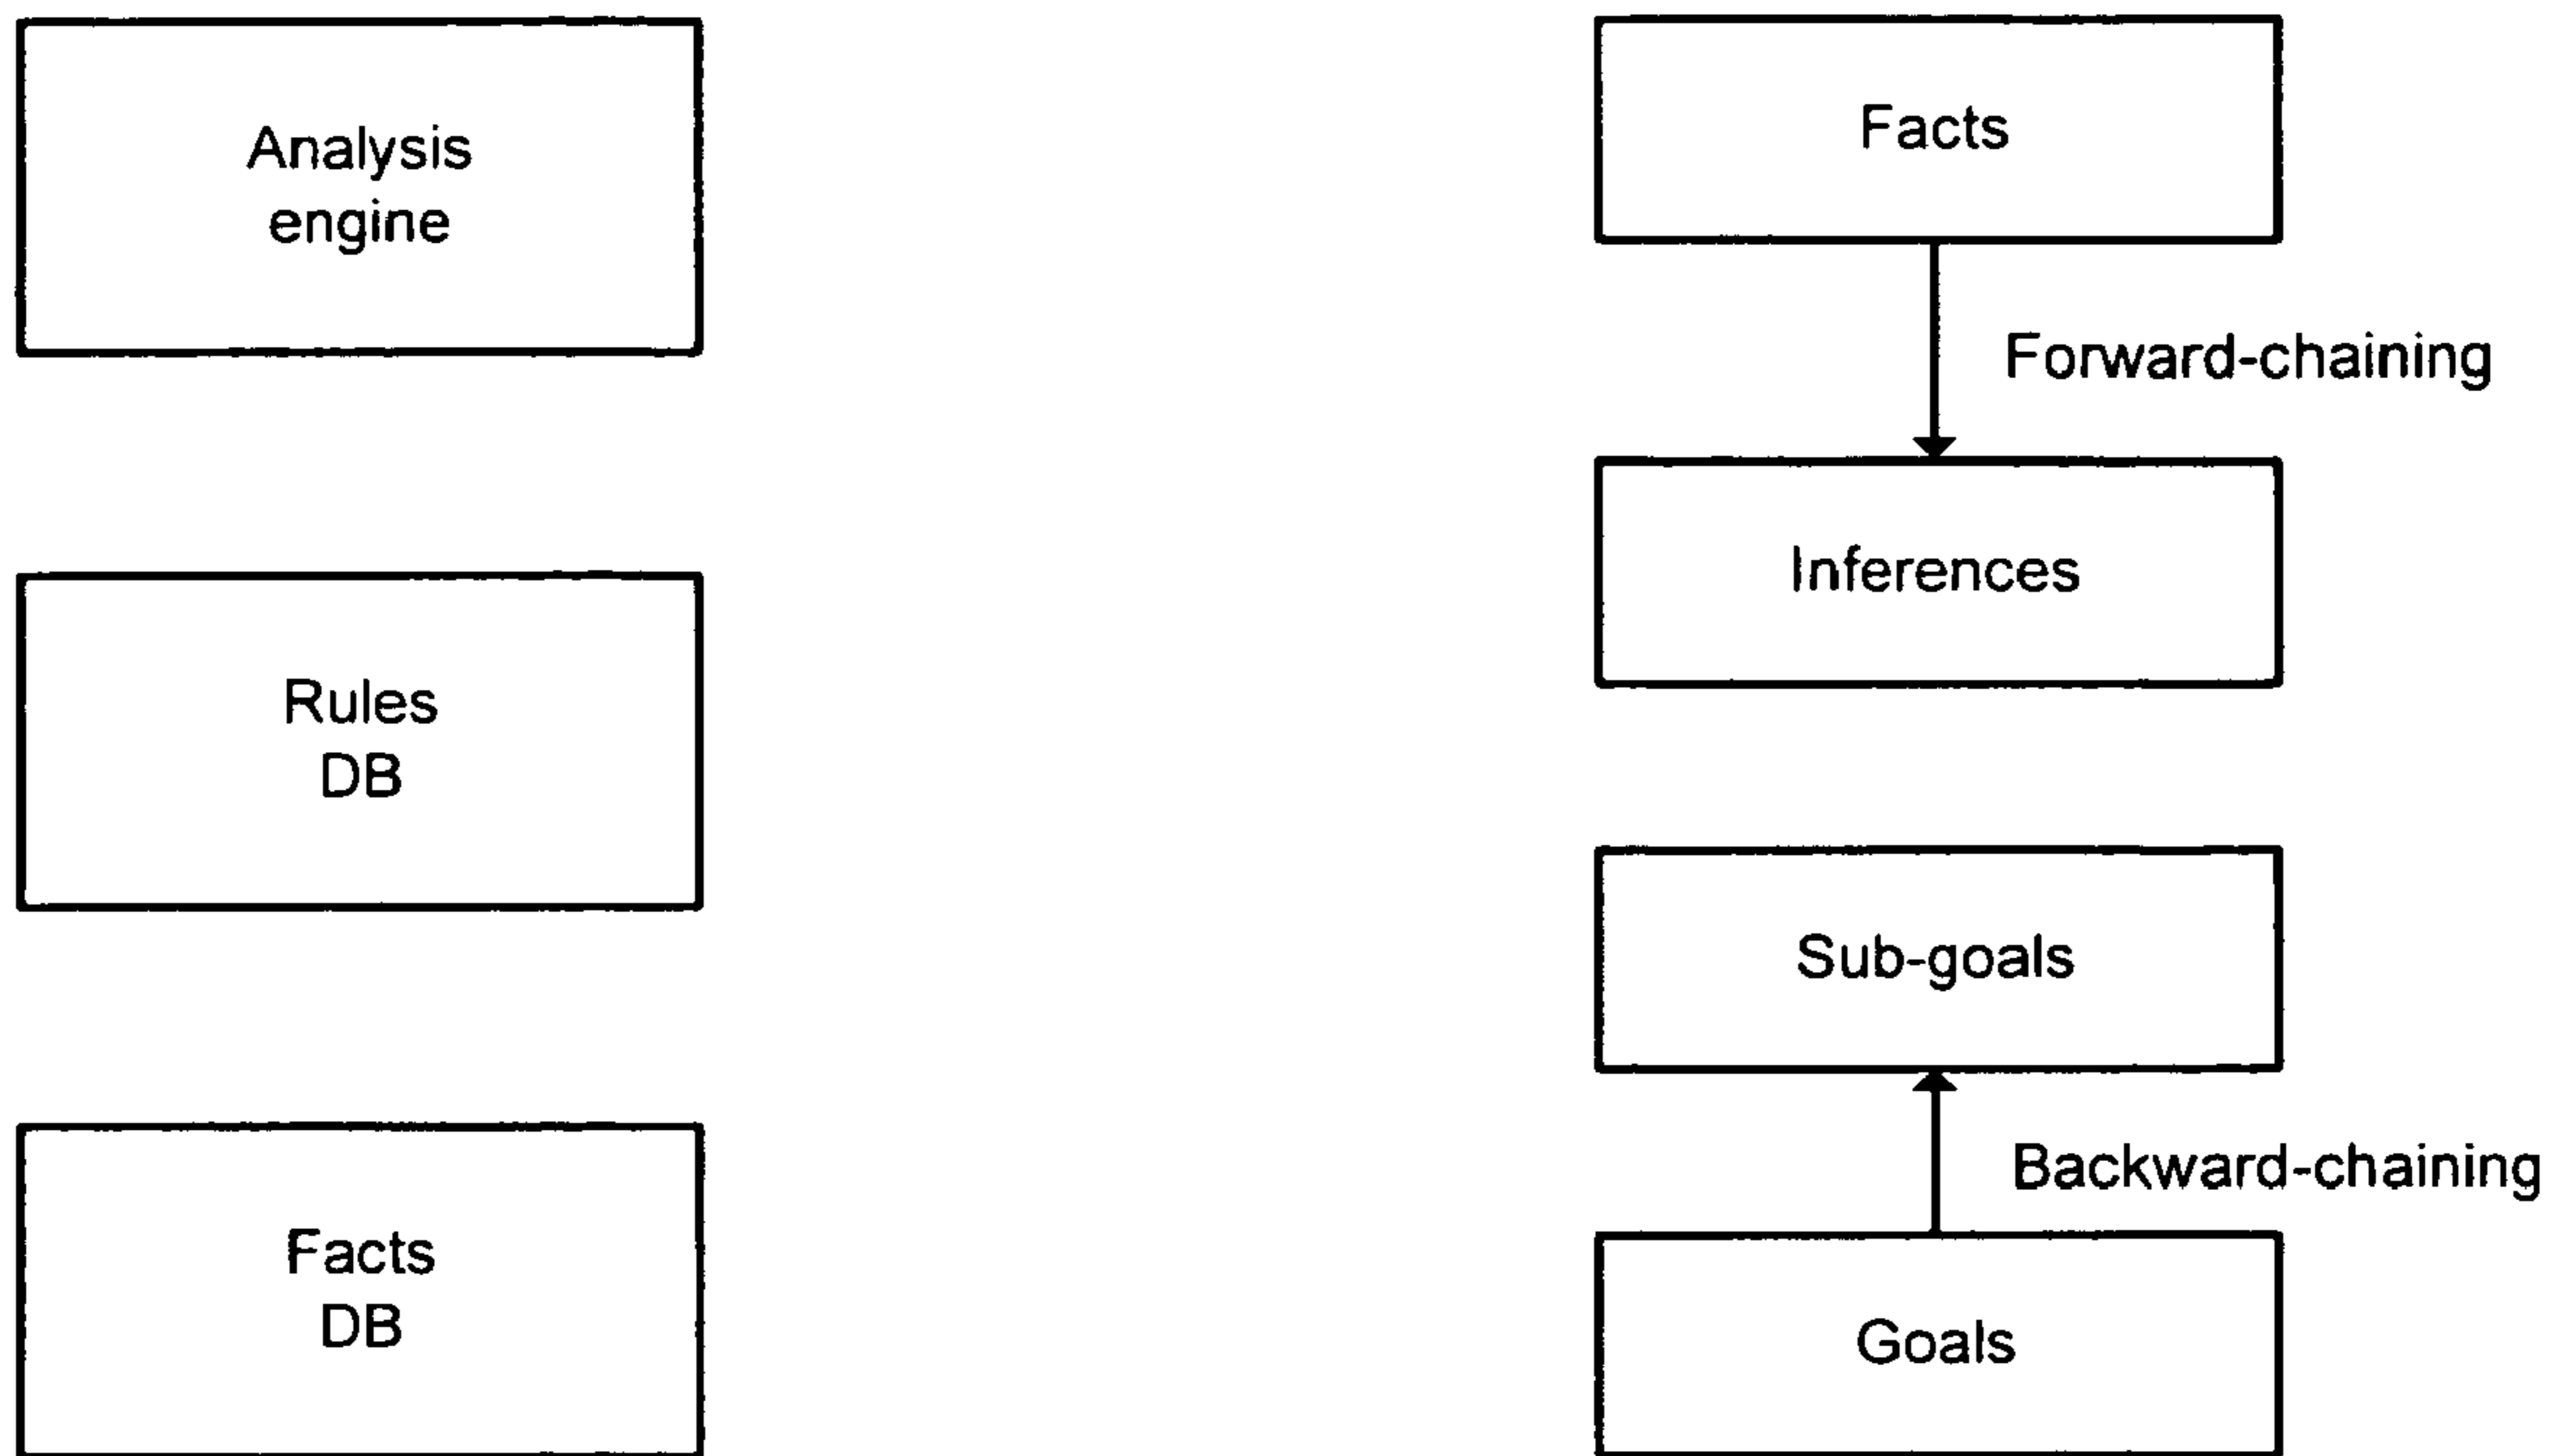 Analysis
engine
Rules
DB
Facts
DB
Facts
Forward-chaining
Inferences
Sub-goals
Backward-chaining
Goals